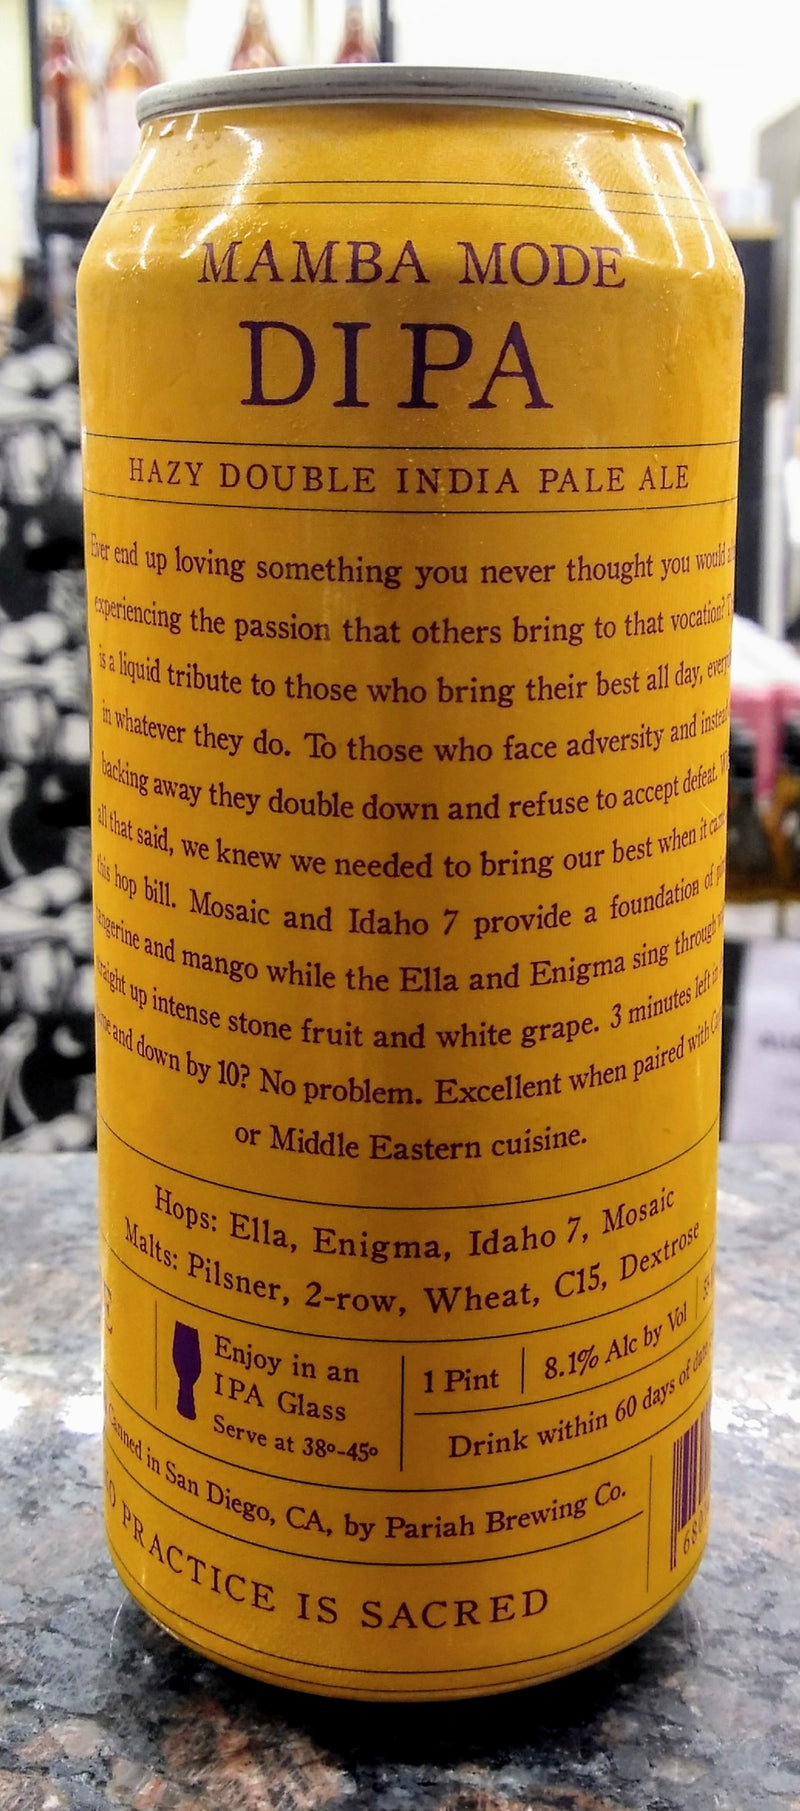 MAMBA MODE
DIPA
HAZY DOUBLE INDIA PALE ALE
Ever end up loving something you never thought you would
experiencing the passion that others bring to that vocation?
is a liquid tribute to those who bring their best all day,
in whatever they do. To those who face adversity and instead
backing away they double down and refuse to accept defeat.
all that said, we knew we needed to bring our best when it
this hop bill. Mosaic and Idaho 7 provide a foundation of
and mango while the Ella and Enigma sing through
up intense stone fruit and white grape. 3 minutes left
and down by 10? No problem. Excellent when paired with
or Middle Eastern cuisine.
Hops: Ella, Enigma, Idaho 7, Mosaic
Malts: Pilsner, 2-row, Wheat, C15, Dextrose
Enjoy in an
IPA Glass
Serve at 38º-45º
1 Pint
8.1% Alc by Vol
Drink within 60 days of
Canned in San Diego, CA, by Pariah Brewing Co.
PRACTICE IS SACRED